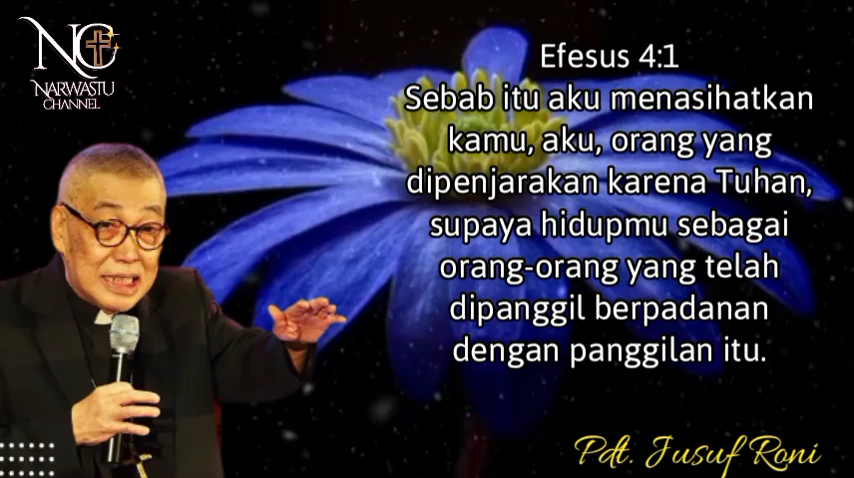 NC
NARWASTU
CHANNEL
Efesus 4:1
Sebab itu aku menasihatkan
kamu, aku, orang yang
dipenjarakan karena Tuhan,
supaya hidupmu sebagai
orang-orang yang telah
dipanggil berpadanan
dengan panggilan itu.
Pdt. Jusuf Roni